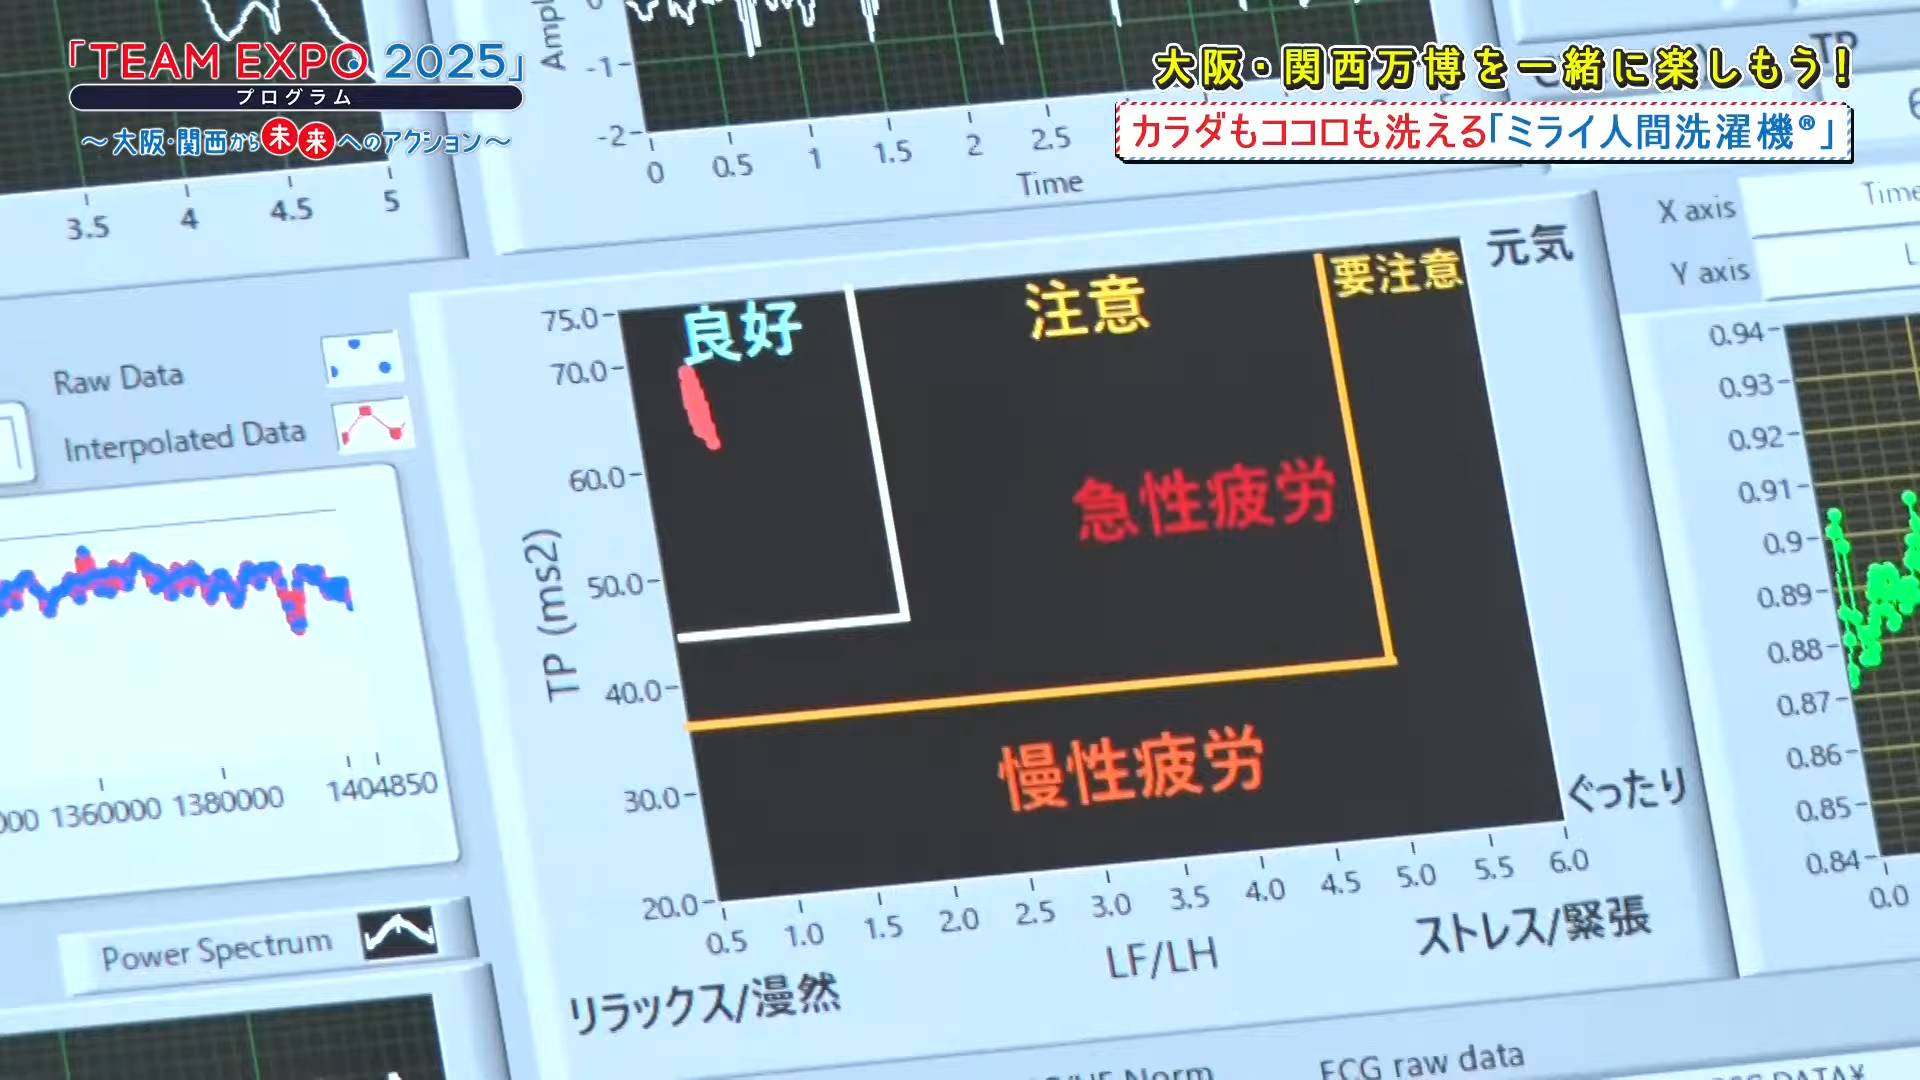 「TEAM EXPO 2025」
プログラム
～大阪・関西から未来へのアクション～
大阪・関西万博を一緒に楽しもう！
カラダもココロも洗える「ミライ人間洗濯機®」
-1
-2
0 0.5 1 1.5 2 2.5
Time
3.5 4 4.5 5
TP
X axis
Time
Y axis
Raw Data
Interpolated Data
1360000 1380000 1404850
Power Spectrum
元気
良好
注意
要注意
急性疲労
慢性疲労
ぐったり
75.0
70.0
60.0
50.0
40.0
30.0
20.0
TP (ms2)
0.5 1.0 1.5 2.0 2.5 3.0 3.5 4.0 4.5 5.0 5.5 6.0
LF/LH
リラックス/漫然
ストレス/緊張
0.94
0.93
0.92
0.91
0.9
0.89
0.88
0.87
0.86
0.85
0.84
0.0
Norm
ECG raw data